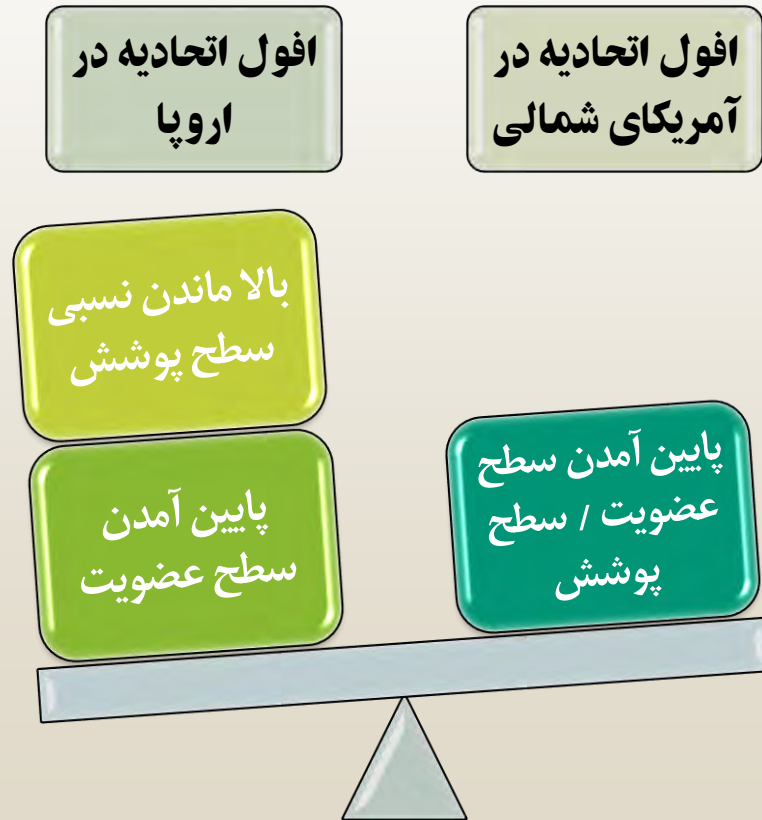 افول اتحادیه در
آمریکای شمالی
افول اتحادیه در
اروپا
پایین آمدن سطح
عضویت / سطح
پوشش
بالا ماندن نسبی
سطح پوشش
پایین آمدن
سطح عضویت